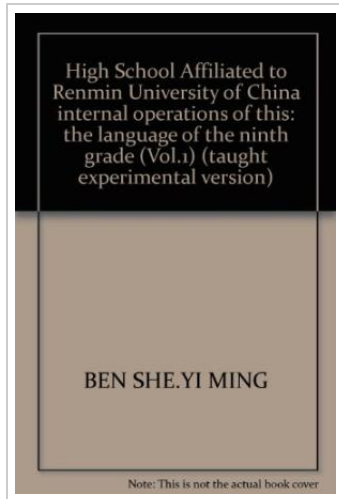 High School Affiliated to
Renmin University of China
internal operations of this:
the language of the ninth
grade (Vol.1) (taught
experimental version)
BEN SHE.YI MING
Note: This is not the actual book cover